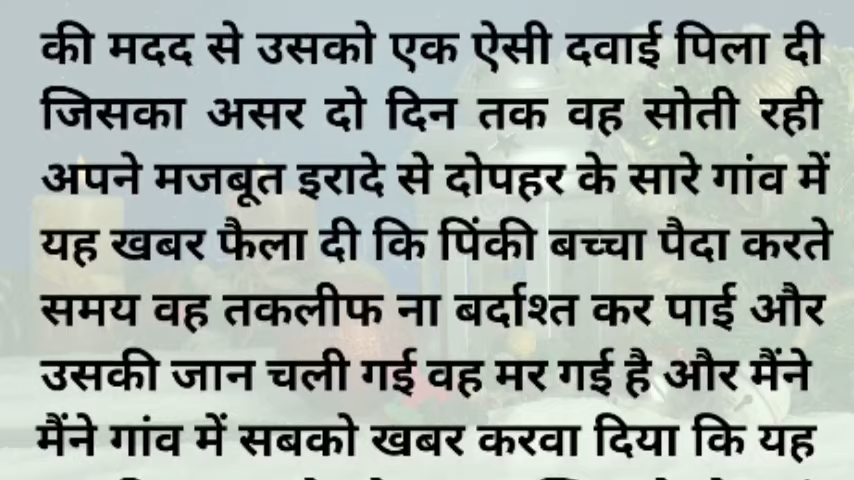 की मदद से उसको एक ऐसी दवाई पिला दी
जिसका असर दो दिन तक वह सोती रही
अपने मजबूत इरादे से दोपहर के सारे गांव में
यह खबर फैला दी कि पिंकी बच्चा पैदा करते
समय वह तकलीफ ना बर्दाश्त कर पाई और
उसकी जान चली गई वह मर गई है और मैंने
मैंने गांव में सबको खबर करवा दिया कि यह